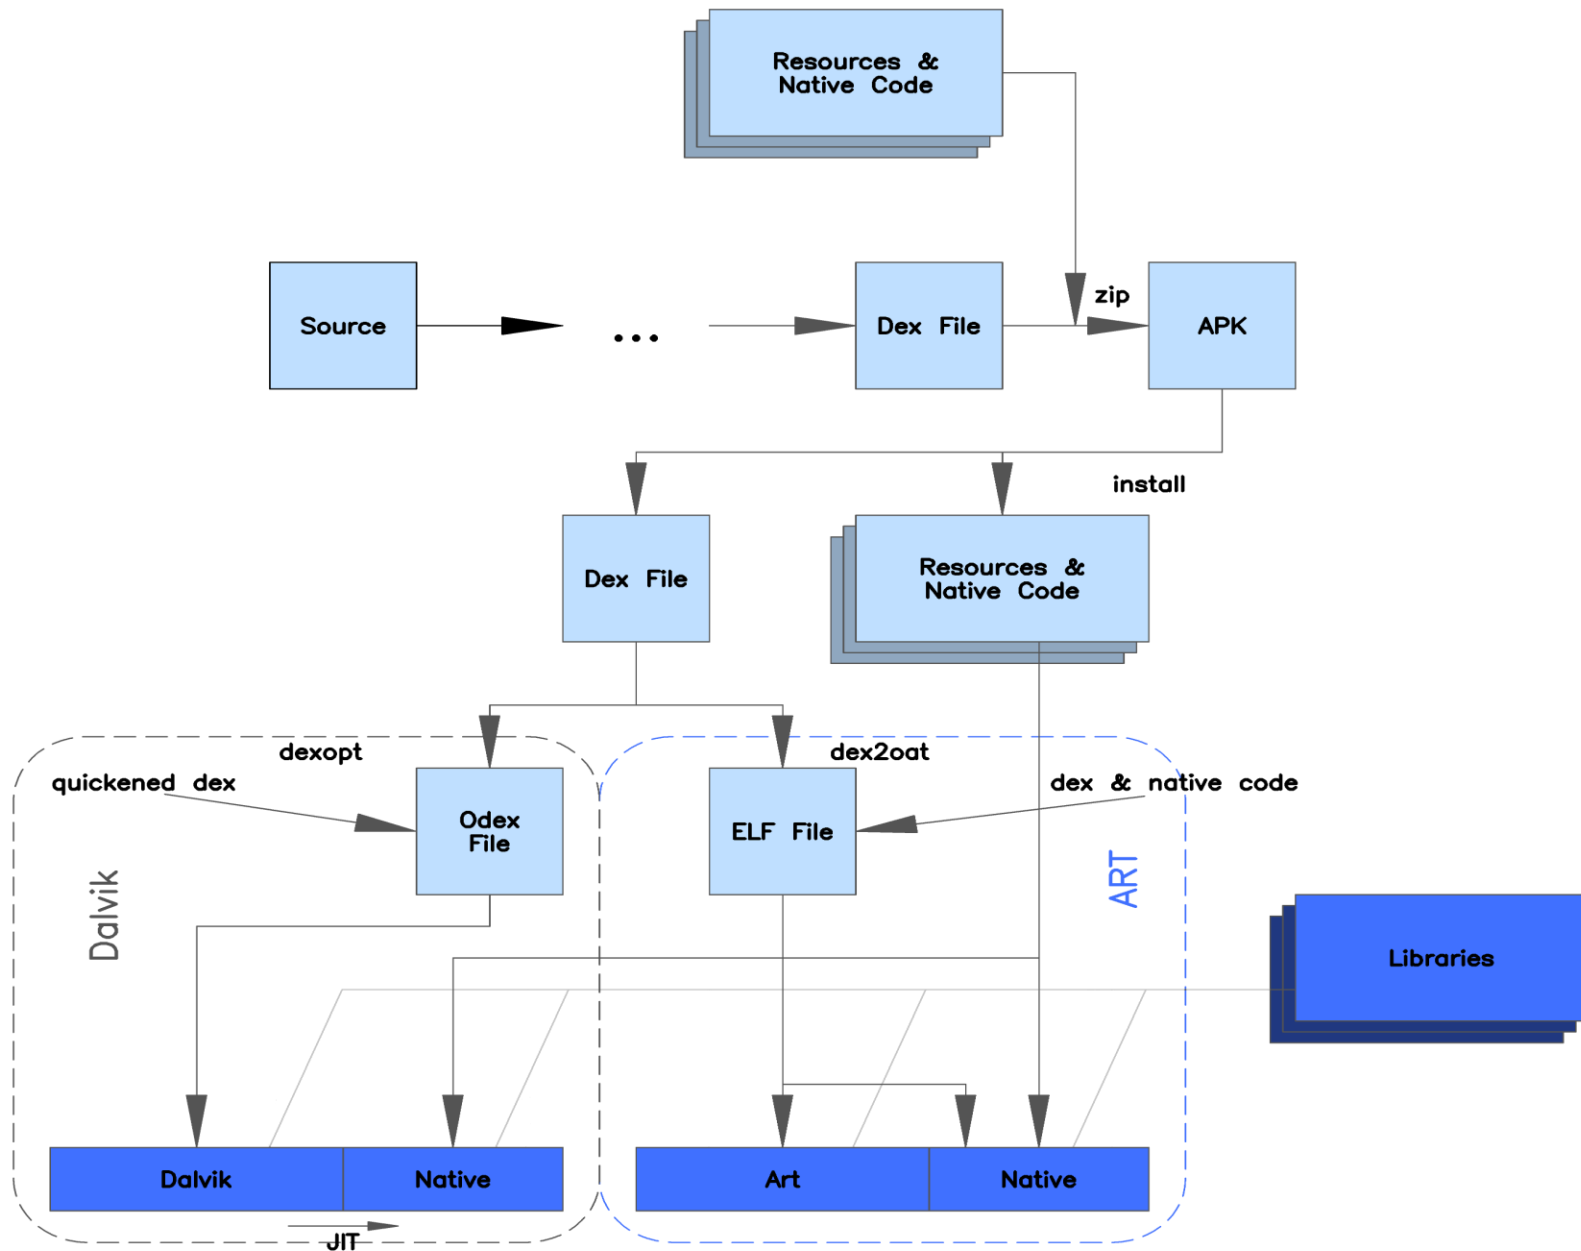 Resources &
Native Code
zip
Source
...
Dex File
APK
install
Dex File
Resources &
Native Code
dexopt
dex2oat
quickened dex
dex & native code
Odex
File
ELF File
Dalvik
ART
Libraries
Dalvik
Native
Art
Native
JIT